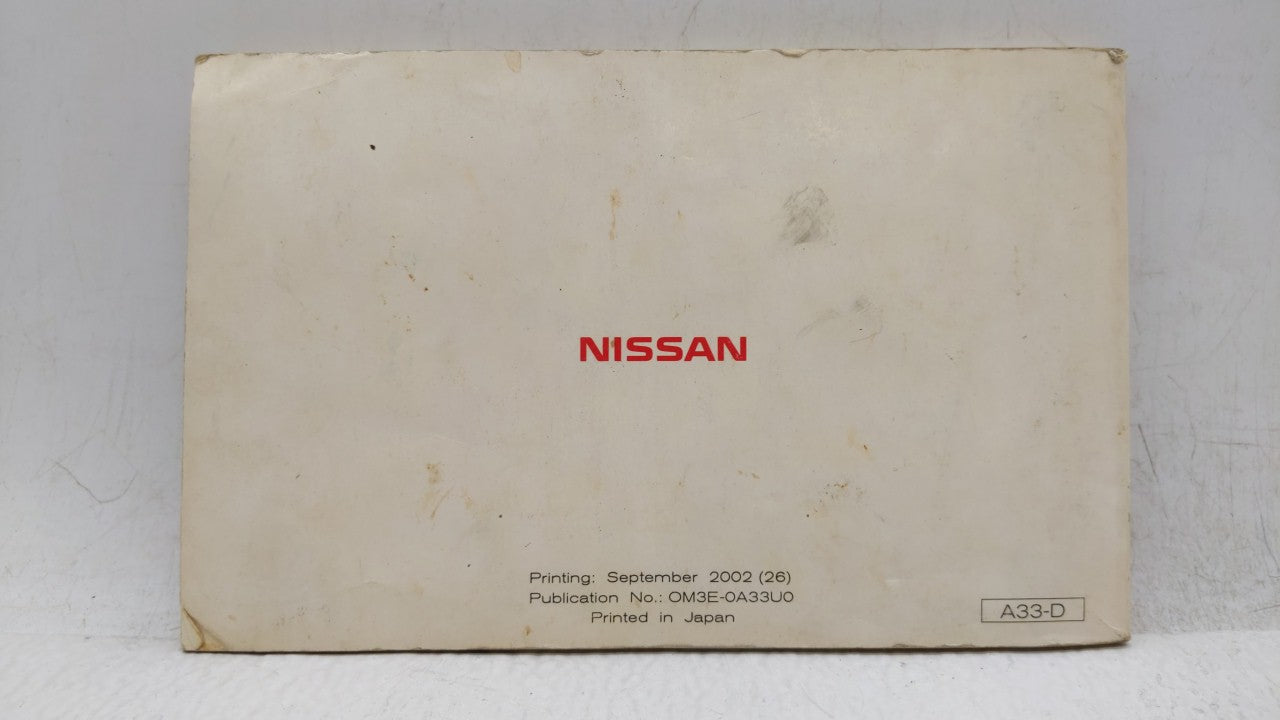 NISSAN
Printing: September 2002 (26)
Publication No.: OM3E-0A33U0
Printed in Japan
A33-D